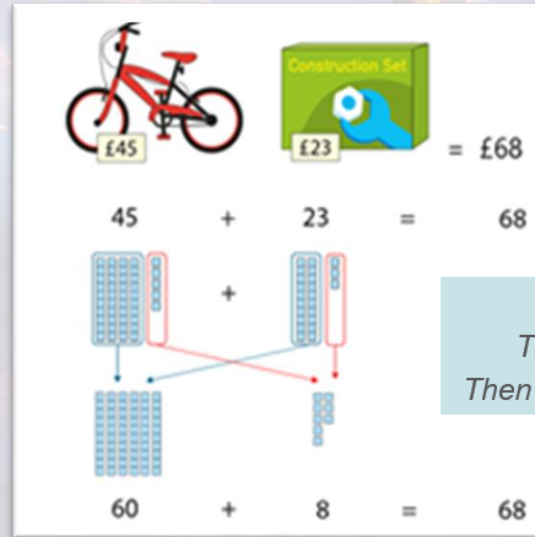 Construction Set
£45
£23
= £68
45 + 23 = 68
+
Then
60 + 8 = 68